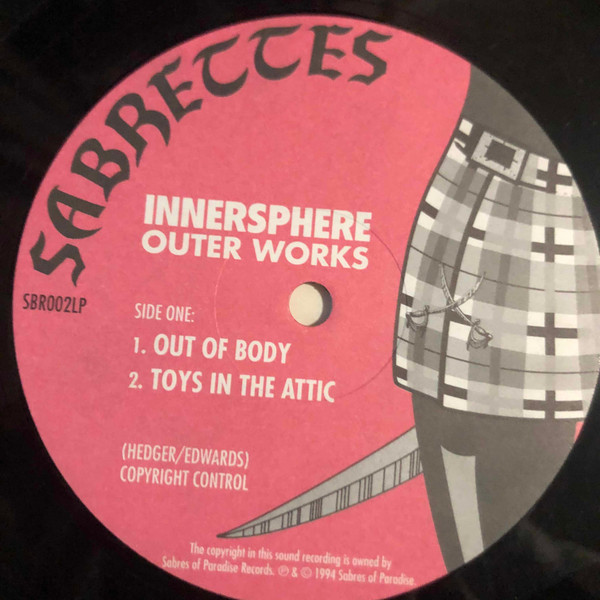 SABRETTES
INNERSPHERE
OUTER WORKS
SBR002LP
SIDE ONE:
1. OUT OF BODY
2. TOYS IN THE ATTIC
(HEDGER/EDWARDS)
COPYRIGHT CONTROL
The copyright in this sound recording is owned by
Sabres of Paradise Records. ℗ & © 1994 Sabres of Paradise.